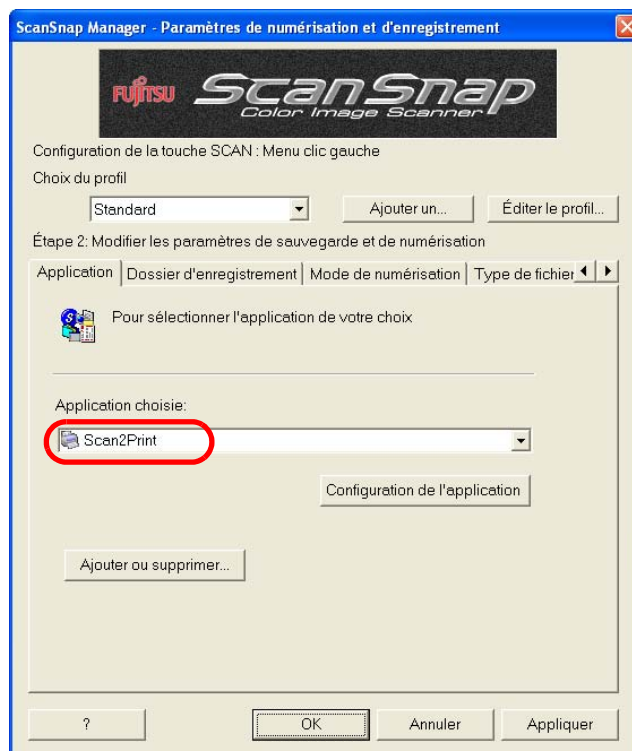 ScanSnap Manager - Paramètres de numérisation et d'enregistrement
FUJITSU ScanSnap
Color Image Scanner
Configuration de la touche SCAN : Menu clic gauche
Choix du profil
Standard Ajouter un... Éditer le profil...
Étape 2: Modifier les paramètres de sauvegarde et de numérisation
Application Dossier d'enregistrement Mode de numérisation Type de fichier
Pour sélectionner l'application de votre choix
Application choisie:
Scan2Print
Configuration de l'application
Ajouter ou supprimer...
? OK Annuler Appliquer